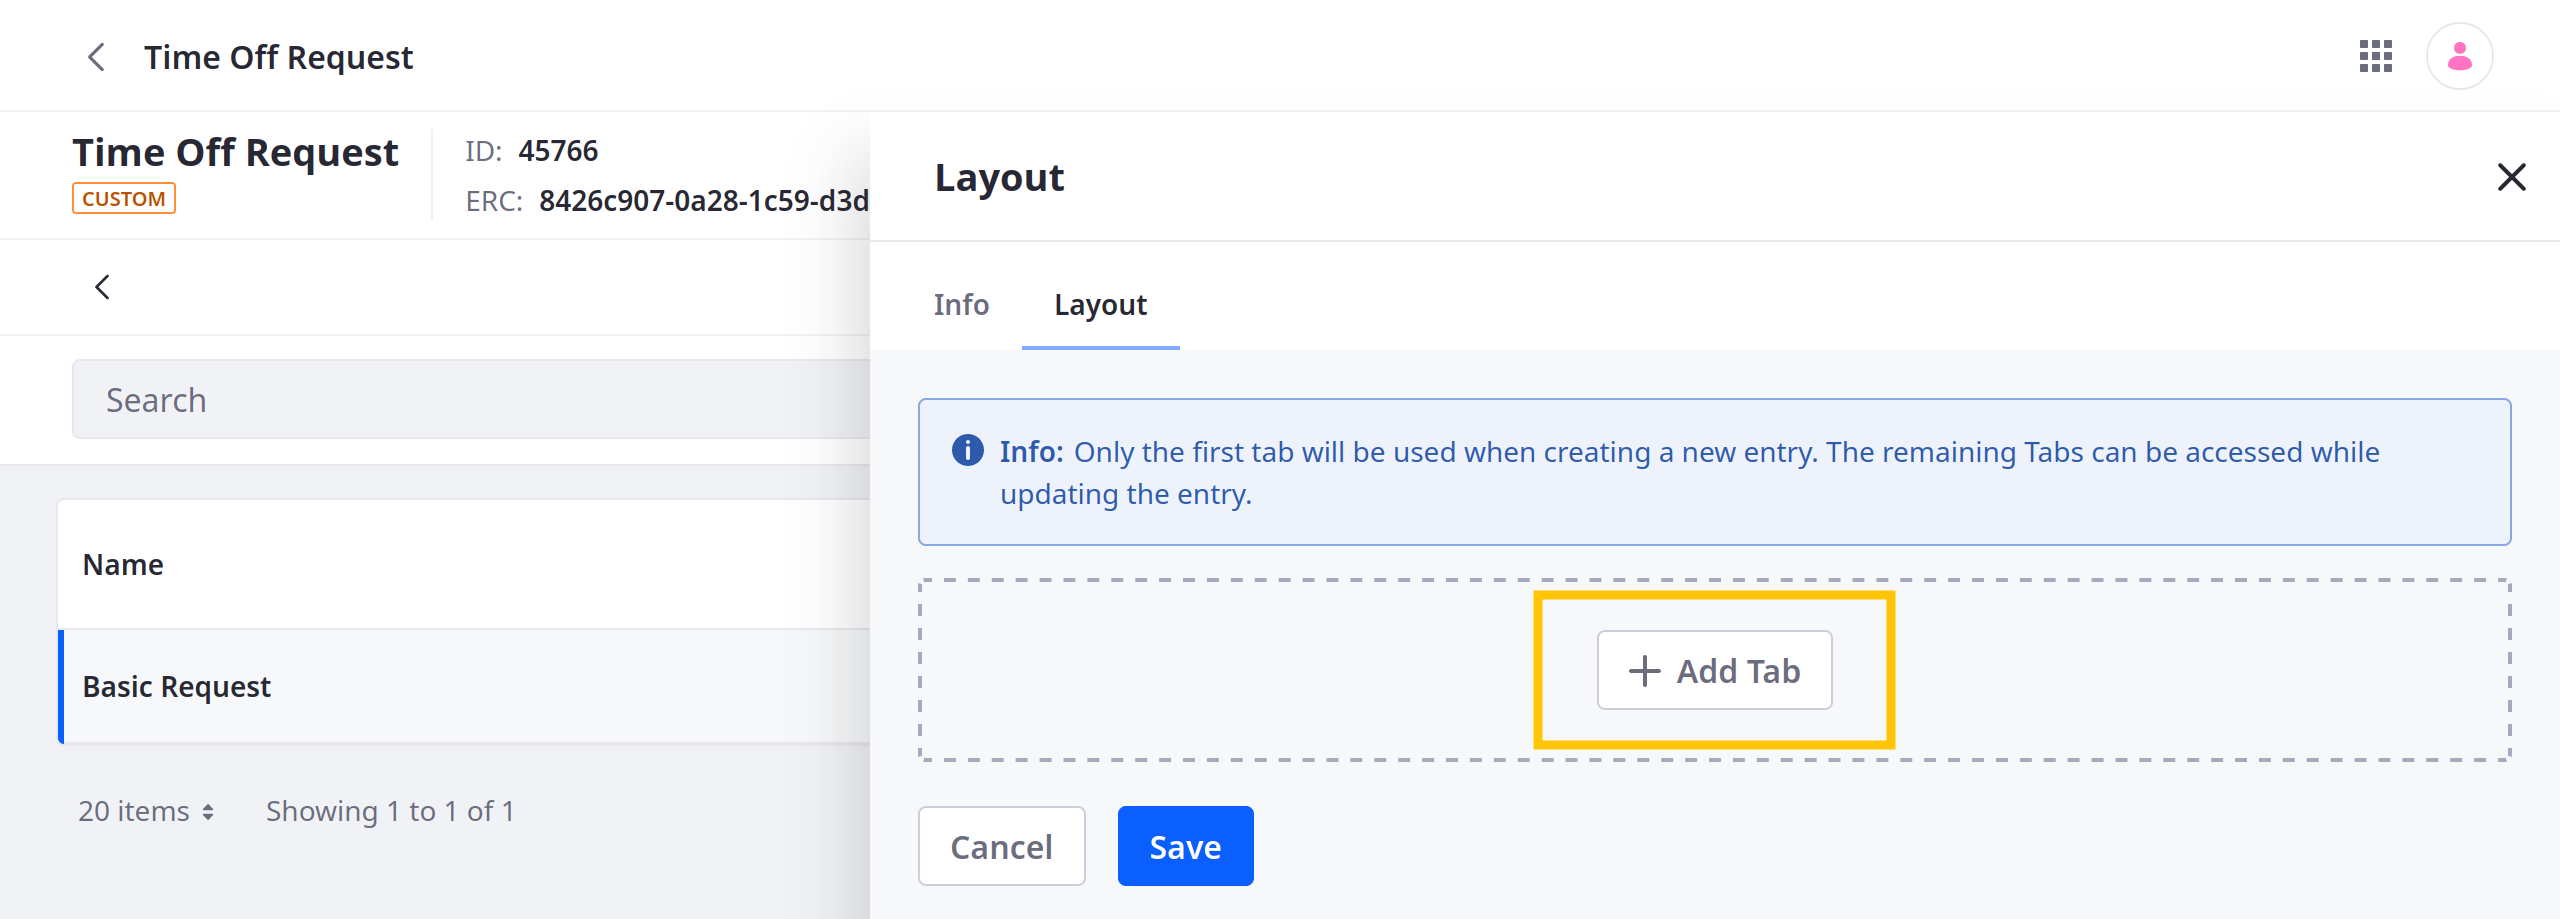 Time Off Request
Time Off Request
CUSTOM
ID: 45766
ERC: 8426c907-0a28-1c59-d3d
Search
Name
Basic Request
20 items
Showing 1 to 1 of 1
Layout
Info
Layout
Info: Only the first tab will be used when creating a new entry. The remaining Tabs can be accessed while
updating the entry.
Add Tab
Cancel
Save